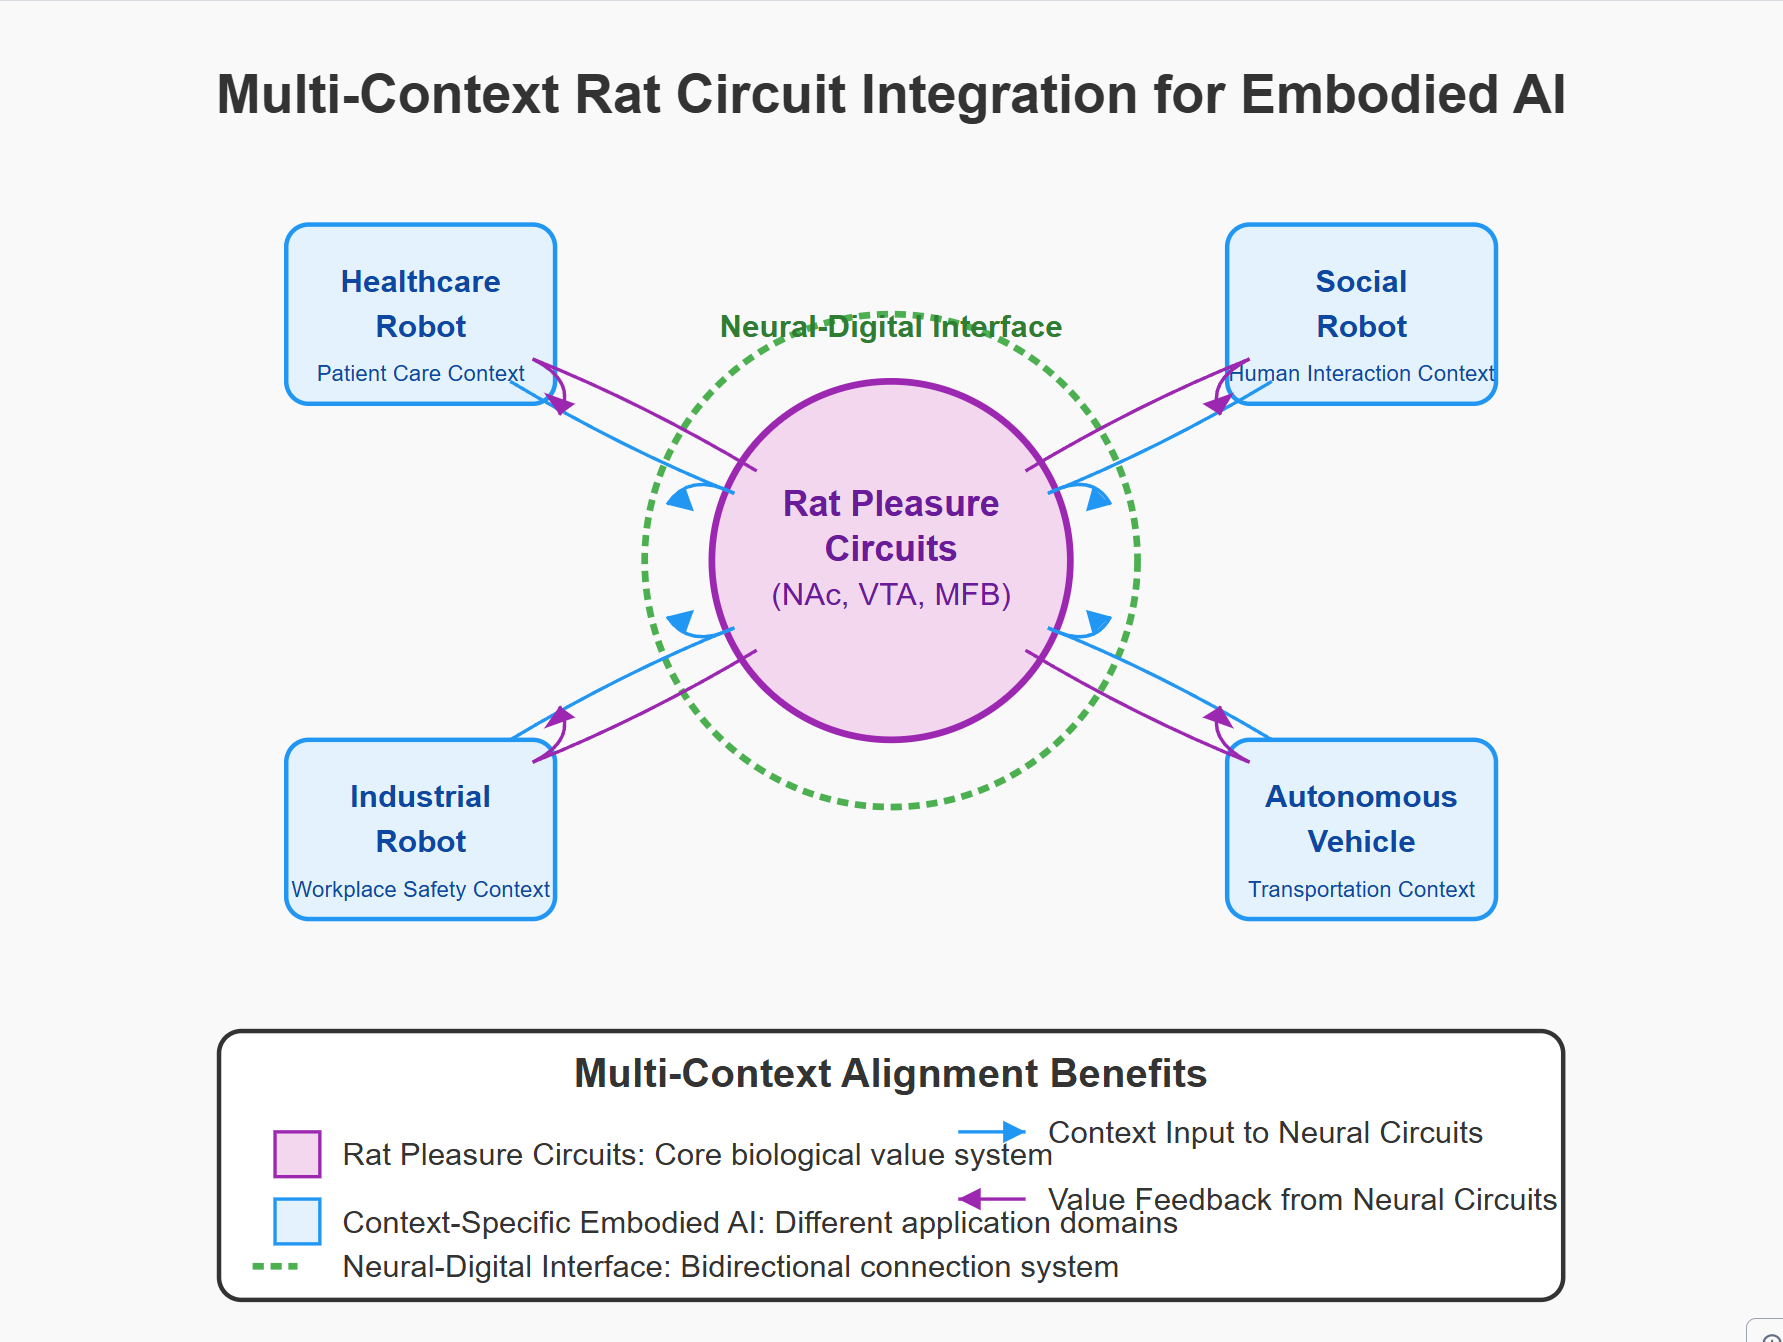 Multi-Context Rat Circuit Integration for Embodied AI
Healthcare
Robot
Patient Care Context
Social
Robot
Human Interaction Context
Neural-Digital Interface
Rat Pleasure
Circuits
(NAc, VTA, MFB)
Industrial
Robot
Workplace Safety Context
Autonomous
Vehicle
Transportation Context
Multi-Context Alignment Benefits
Rat Pleasure Circuits: Core biological value system
Context-Specific Embodied AI: Different application domains
Neural-Digital Interface: Bidirectional connection system
Context Input to Neural Circuits
Value Feedback from Neural Circuits